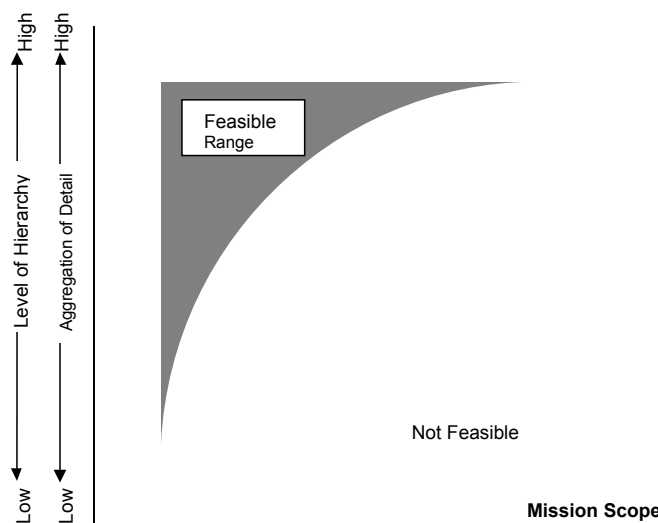 High
High
Level of Hierarchy
Aggregation of Detail
Low
Low
Feasible
Range
Not Feasible
Mission Scope